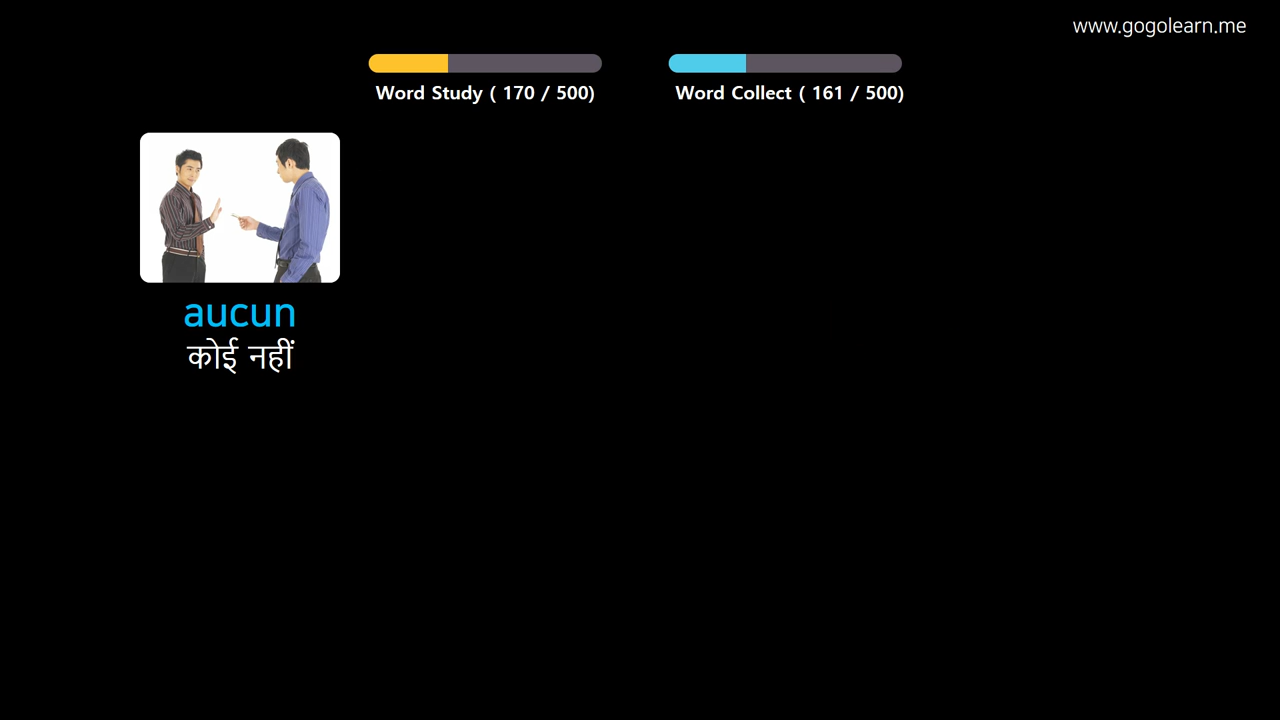 www.gogolearn.me
Word Study ( 170 / 500)
Word Collect ( 161 / 500)
aucun
कोई नहीं